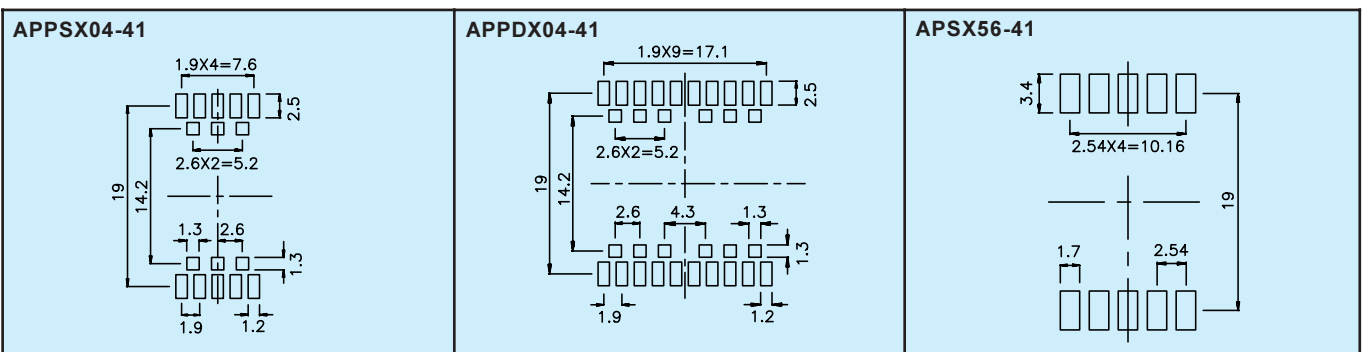 APPSX04-41
1.9X4=7.6
2.5
2.6X2=5.2
19
14.2
1.3 2.6
1.3
1.9 1.2
APPDX04-41
1.9X9=17.1
2.5
2.6X2=5.2
19
14.2
2.6 4.3 1.3
1.3
1.9 1.2
APSX56-41
3.4
2.54X4=10.16
19
1.7 2.54